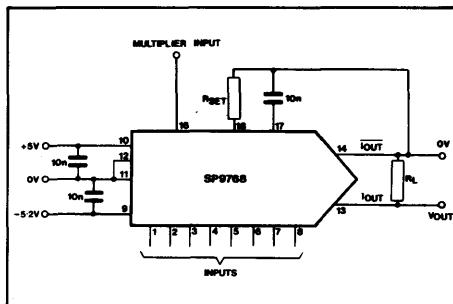 MULTIPLIER INPUT
RSET
10n
16
18
17
+5V
10
10n
12
0V
11
10n
-5·2V
9
SP9768
14
IOUT
0V
RL
13
IOUT
VOUT
1 2 3 4 5 6 7 8
INPUTS